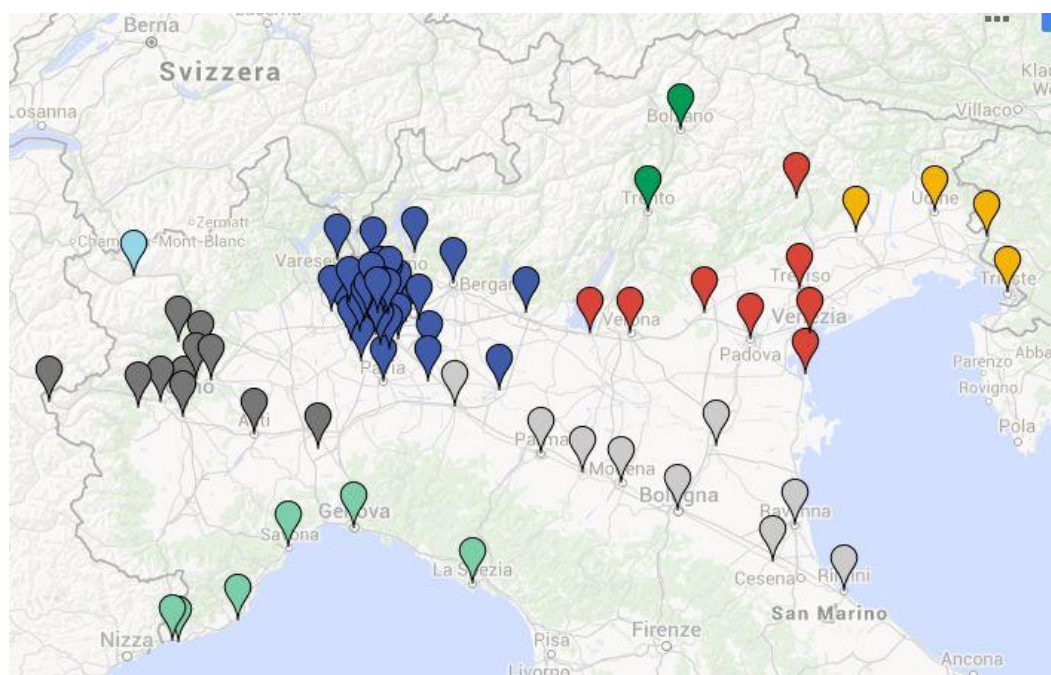 Berna
Svizzera
Villaco
Losanna
Bolzano
Trento
Udine
Zermatt
Chamonix-Mont-Blanc
Varese
Bergamo
Treviso
Trieste
Verona
Venezia
Padova
Pavia
Parenzo
Rovigno
Asti
Pola
Parma
Modena
Bologna
Genova
Ravenna
Savona
La Spezia
Cesena
Rimini
San Marino
Nizza
Pisa
Firenze
Livorno
Ancona